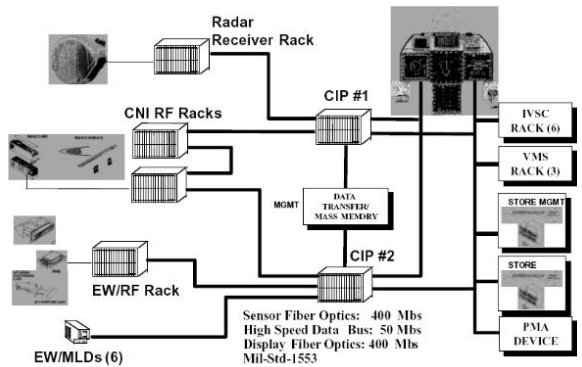 Radar
Receiver Rack
CNI RF Racks
CIP #1
IVSC
RACK (6)
VMS
RACK (3)
MGMT
DATA
TRANSFER/
MASS MEMORY
STORE MGMT
CIP #2
STORE
EW/RF Rack
Sensor Fiber Optics: 400 Mbs
High Speed Data Bus: 50 Mbs
Display Fiber Optics: 400 Mbs
Mil-Std-1553
EW/MLDs (6)
PMA
DEVICE